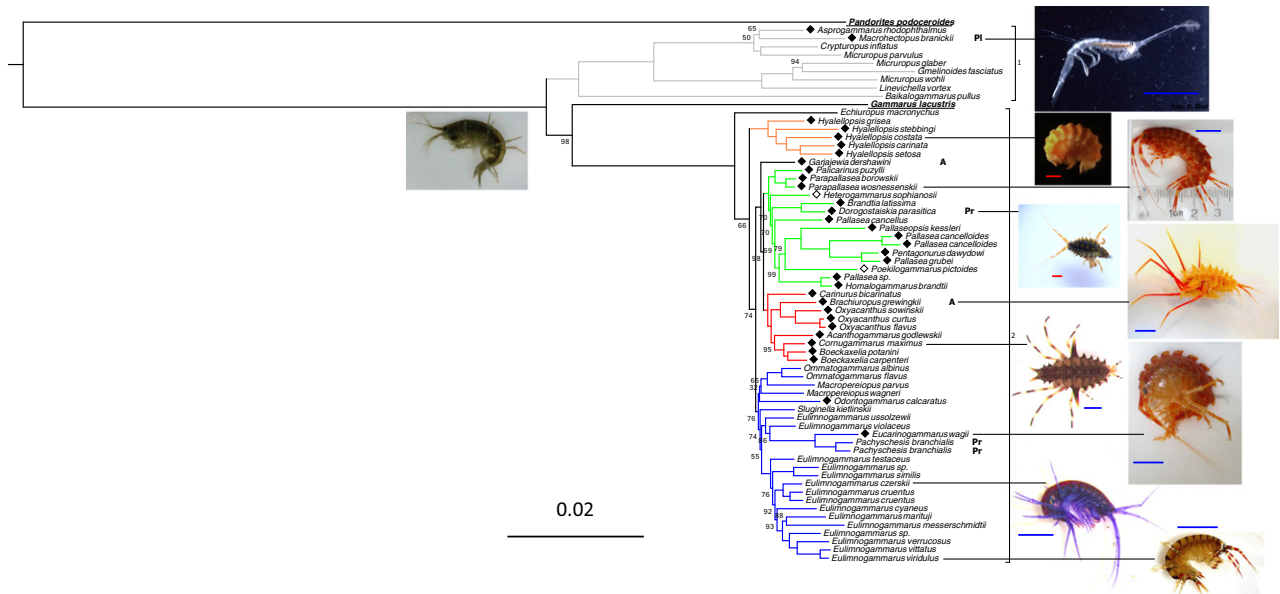 Pandorites podoceroides
65
Asprogammarus rhodophthalmus
50
Macrohectopus branickii Pl
Crypturopus inflatus
Micruropus parvulus
1
94
Micruropus glaber
Gmelinoides fasciatus
Micruropus wohli
Linevichella vortex
Baikalogammarus pullus
Gammarus lacustris
Echiuropus macronychus
Hyalellopsis grisea
Hyalellopsis stebbingi
98
Hyalellopsis costata
Hyalellopsis carinata
Hyalellopsis setosa
Garjajewia dershawini A
Palicarinus puzylli
Parapallasea borowskii
Parapallasea wosnessenskii
Heterogammarus sophianosii
Brandtia latissima
1cm 2 3
70
Dorogostaiskia parasitica Pr
66
Pallasea cancellus
70
Pallaseopsis kessleri
Pallasea cancelloides
79
Pallasea cancelloides
69
Pentagonurus dawydowi
98
Pallasea grubei
Poekilogammarus pictoides
99
Pallasea sp.
Homalogammarus brandtii
Carinurus bicarinatus
Brachiuropus grewingkii A
Oxyacanthus sowinskii
74
Oxyacanthus curtus
Oxyacanthus flavus
Acanthogammarus godlewskii
2
Cornugammarus maximus
95
Boeckaxelia potanini
Boeckaxelia carpenteri
Ommatogammarus albinus
65
Ommatogammarus flavus
32
Macropereiopus parvus
Macropereiopus wagneri
Odontogammarus calcaratus
Sluginella kietlinskii
76
Eulimnogammarus ussolzewii
Eulimnogammarus violaceus
74
Eucarinogammarus wagii
86
Pachyschesis branchialis Pr
Pachyschesis branchialis Pr
55
Eulimnogammarus testaceus
Eulimnogammarus sp.
Eulimnogammarus similis
Eulimnogammarus czerskii
76
Eulimnogammarus cruentus
Eulimnogammarus cruentus
92
Eulimnogammarus cyaneus
88
Eulimnogammarus marituji
93
Eulimnogammarus messerschmidtii
Eulimnogammarus sp.
Eulimnogammarus verrucosus
Eulimnogammarus vittatus
Eulimnogammarus viridulus
0.02